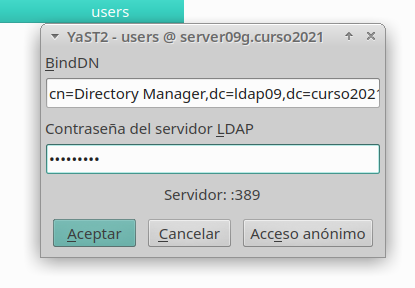 users
YaST2 - users @ server09g.curso2021
BindDN
cn=Directory Manager,dc=ldap09,dc=curso2021
Contraseña del servidor LDAP
•••••••••
Servidor: :389
Aceptar Cancelar Acceso anónimo